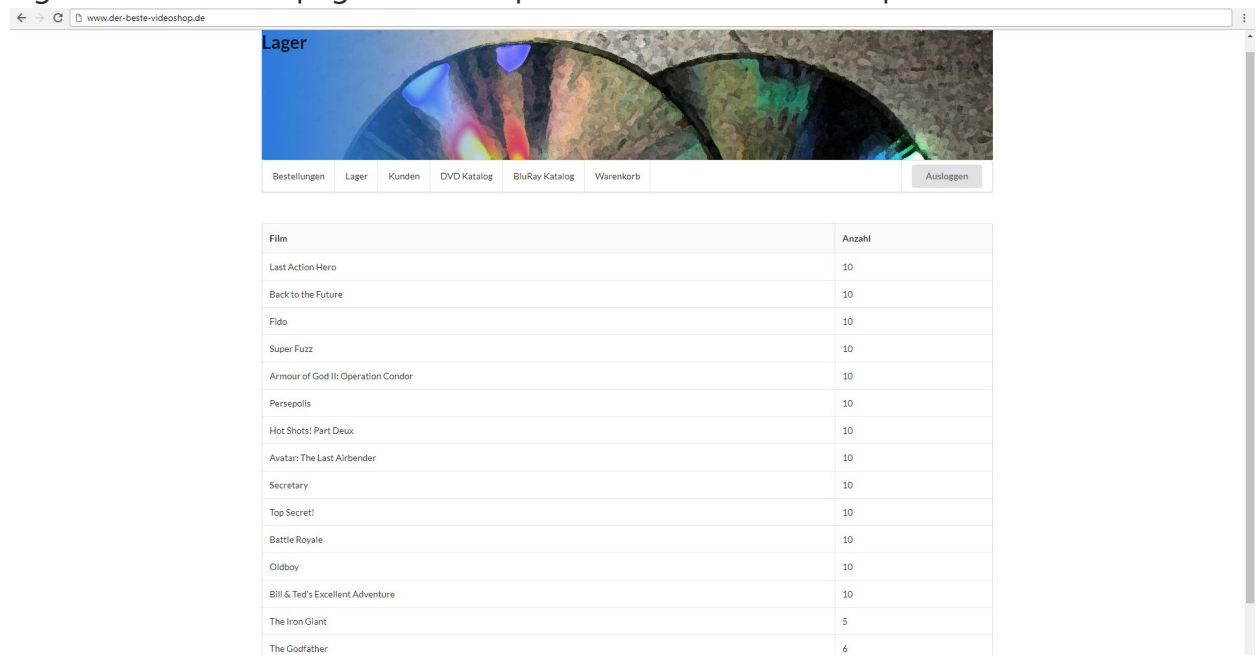 www.der-beste-videoshop.de
Lager
Bestellungen Lager Kunden DVD Katalog BluRay Katalog Warenkorb Ausloggen
Film Anzahl
Last Action Hero 10
Back to the Future 10
Fido 10
Super Fuzz 10
Armour of God II: Operation Condor 10
Persepolis 10
Hot Shots! Part Deux 10
Avatar: The Last Airbender 10
Secretary 10
Top Secret! 10
Battle Royale 10
Oldboy 10
Bill & Ted's Excellent Adventure 10
The Iron Giant 5
The Godfather 6